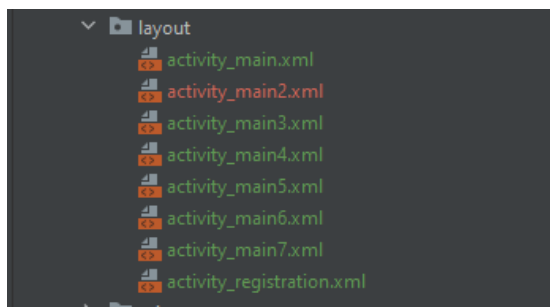 layout
activity_main.xml
activity_main2.xml
activity_main3.xml
activity_main4.xml
activity_main5.xml
activity_main6.xml
activity_main7.xml
activity_registration.xml